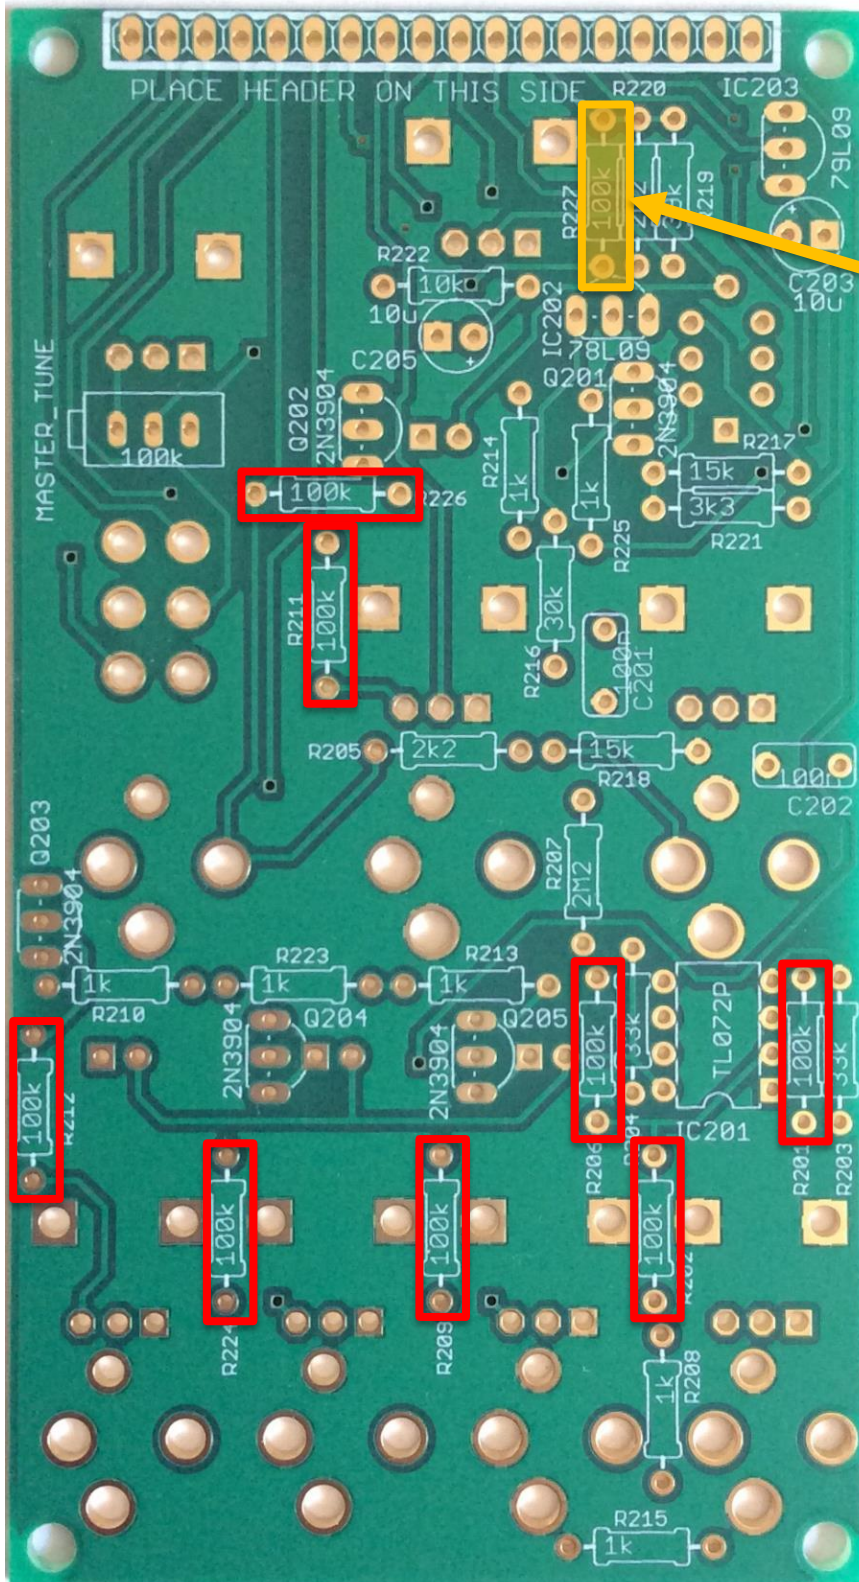 PLACE HEADER ON THIS SIDE
R220
IC203
79L09
R227
100k
R219
C203
10u
R222
10k
10u
C205
IC202
78L09
Q201
2N3904
MASTER_TUNE
100k
Q202
2N3904
R214
1k
1k
R225
R217
15k
3k3
R221
100k
R226
R211
100k
30k
R216
C201
R205
2k2
15k
R218
100n
C202
Q203
2N3904
R207
2M2
R223
R213
1k
R210
1k
1k
Q204
2N3904
Q205
2N3904
100k
R206
33k
R204
TL072P
IC201
100k
R201
33k
R203
100k
R212
100k
R224
100k
R209
100k
R202
1k
R208
R215
1k